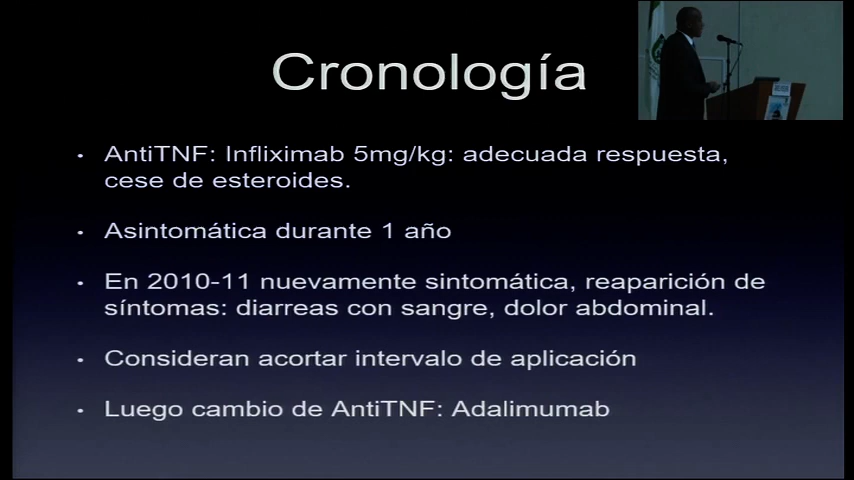 Cronología
• AntiTNF: Infliximab 5mg/kg: adecuada respuesta,
cese de esteroides.
• Asintomática durante 1 año
• En 2010-11 nuevamente sintomática, reaparición de
síntomas: diarreas con sangre, dolor abdominal.
• Consideran acortar intervalo de aplicación
• Luego cambio de AntiTNF: Adalimumab